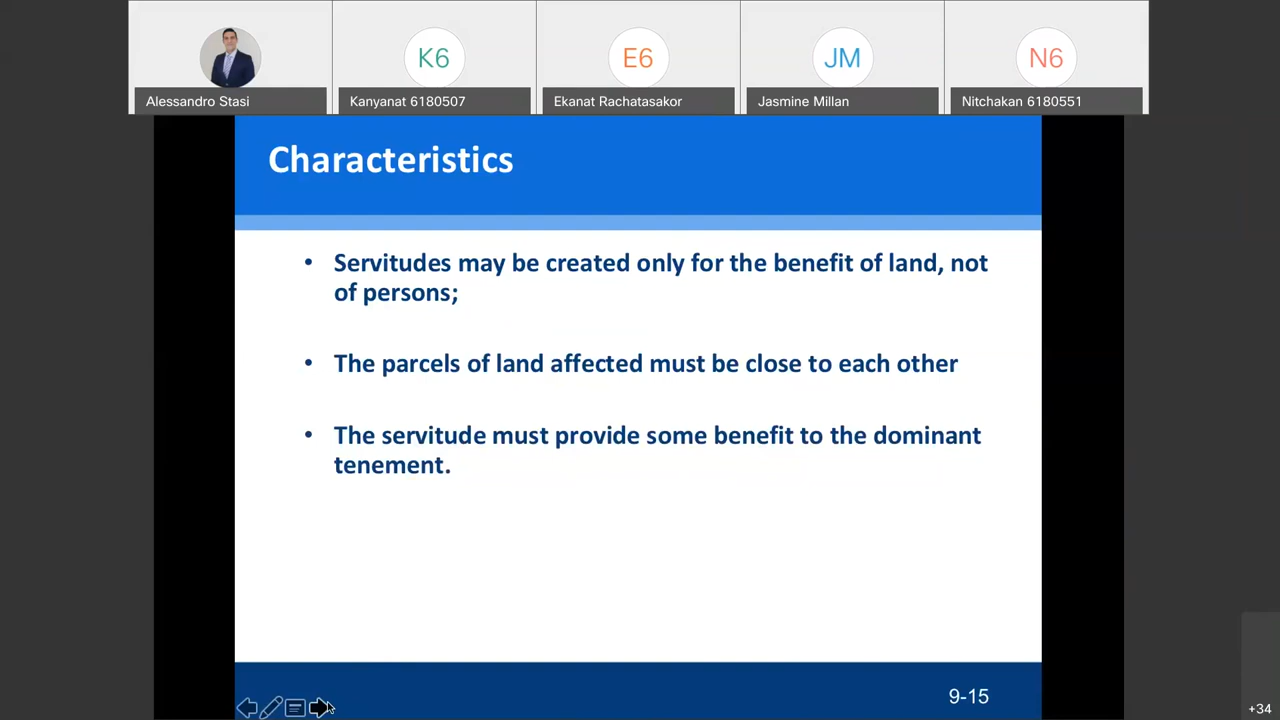 K6
E6
JM
N6
Alessandro Stasi
Kanyanat 6180507
Ekanat Rachatasakor
Jasmine Millan
Nitchakan 6180551
Characteristics
• Servitudes may be created only for the benefit of land, not
of persons;
• The parcels of land affected must be close to each other
• The servitude must provide some benefit to the dominant
tenement.
9-15
+34